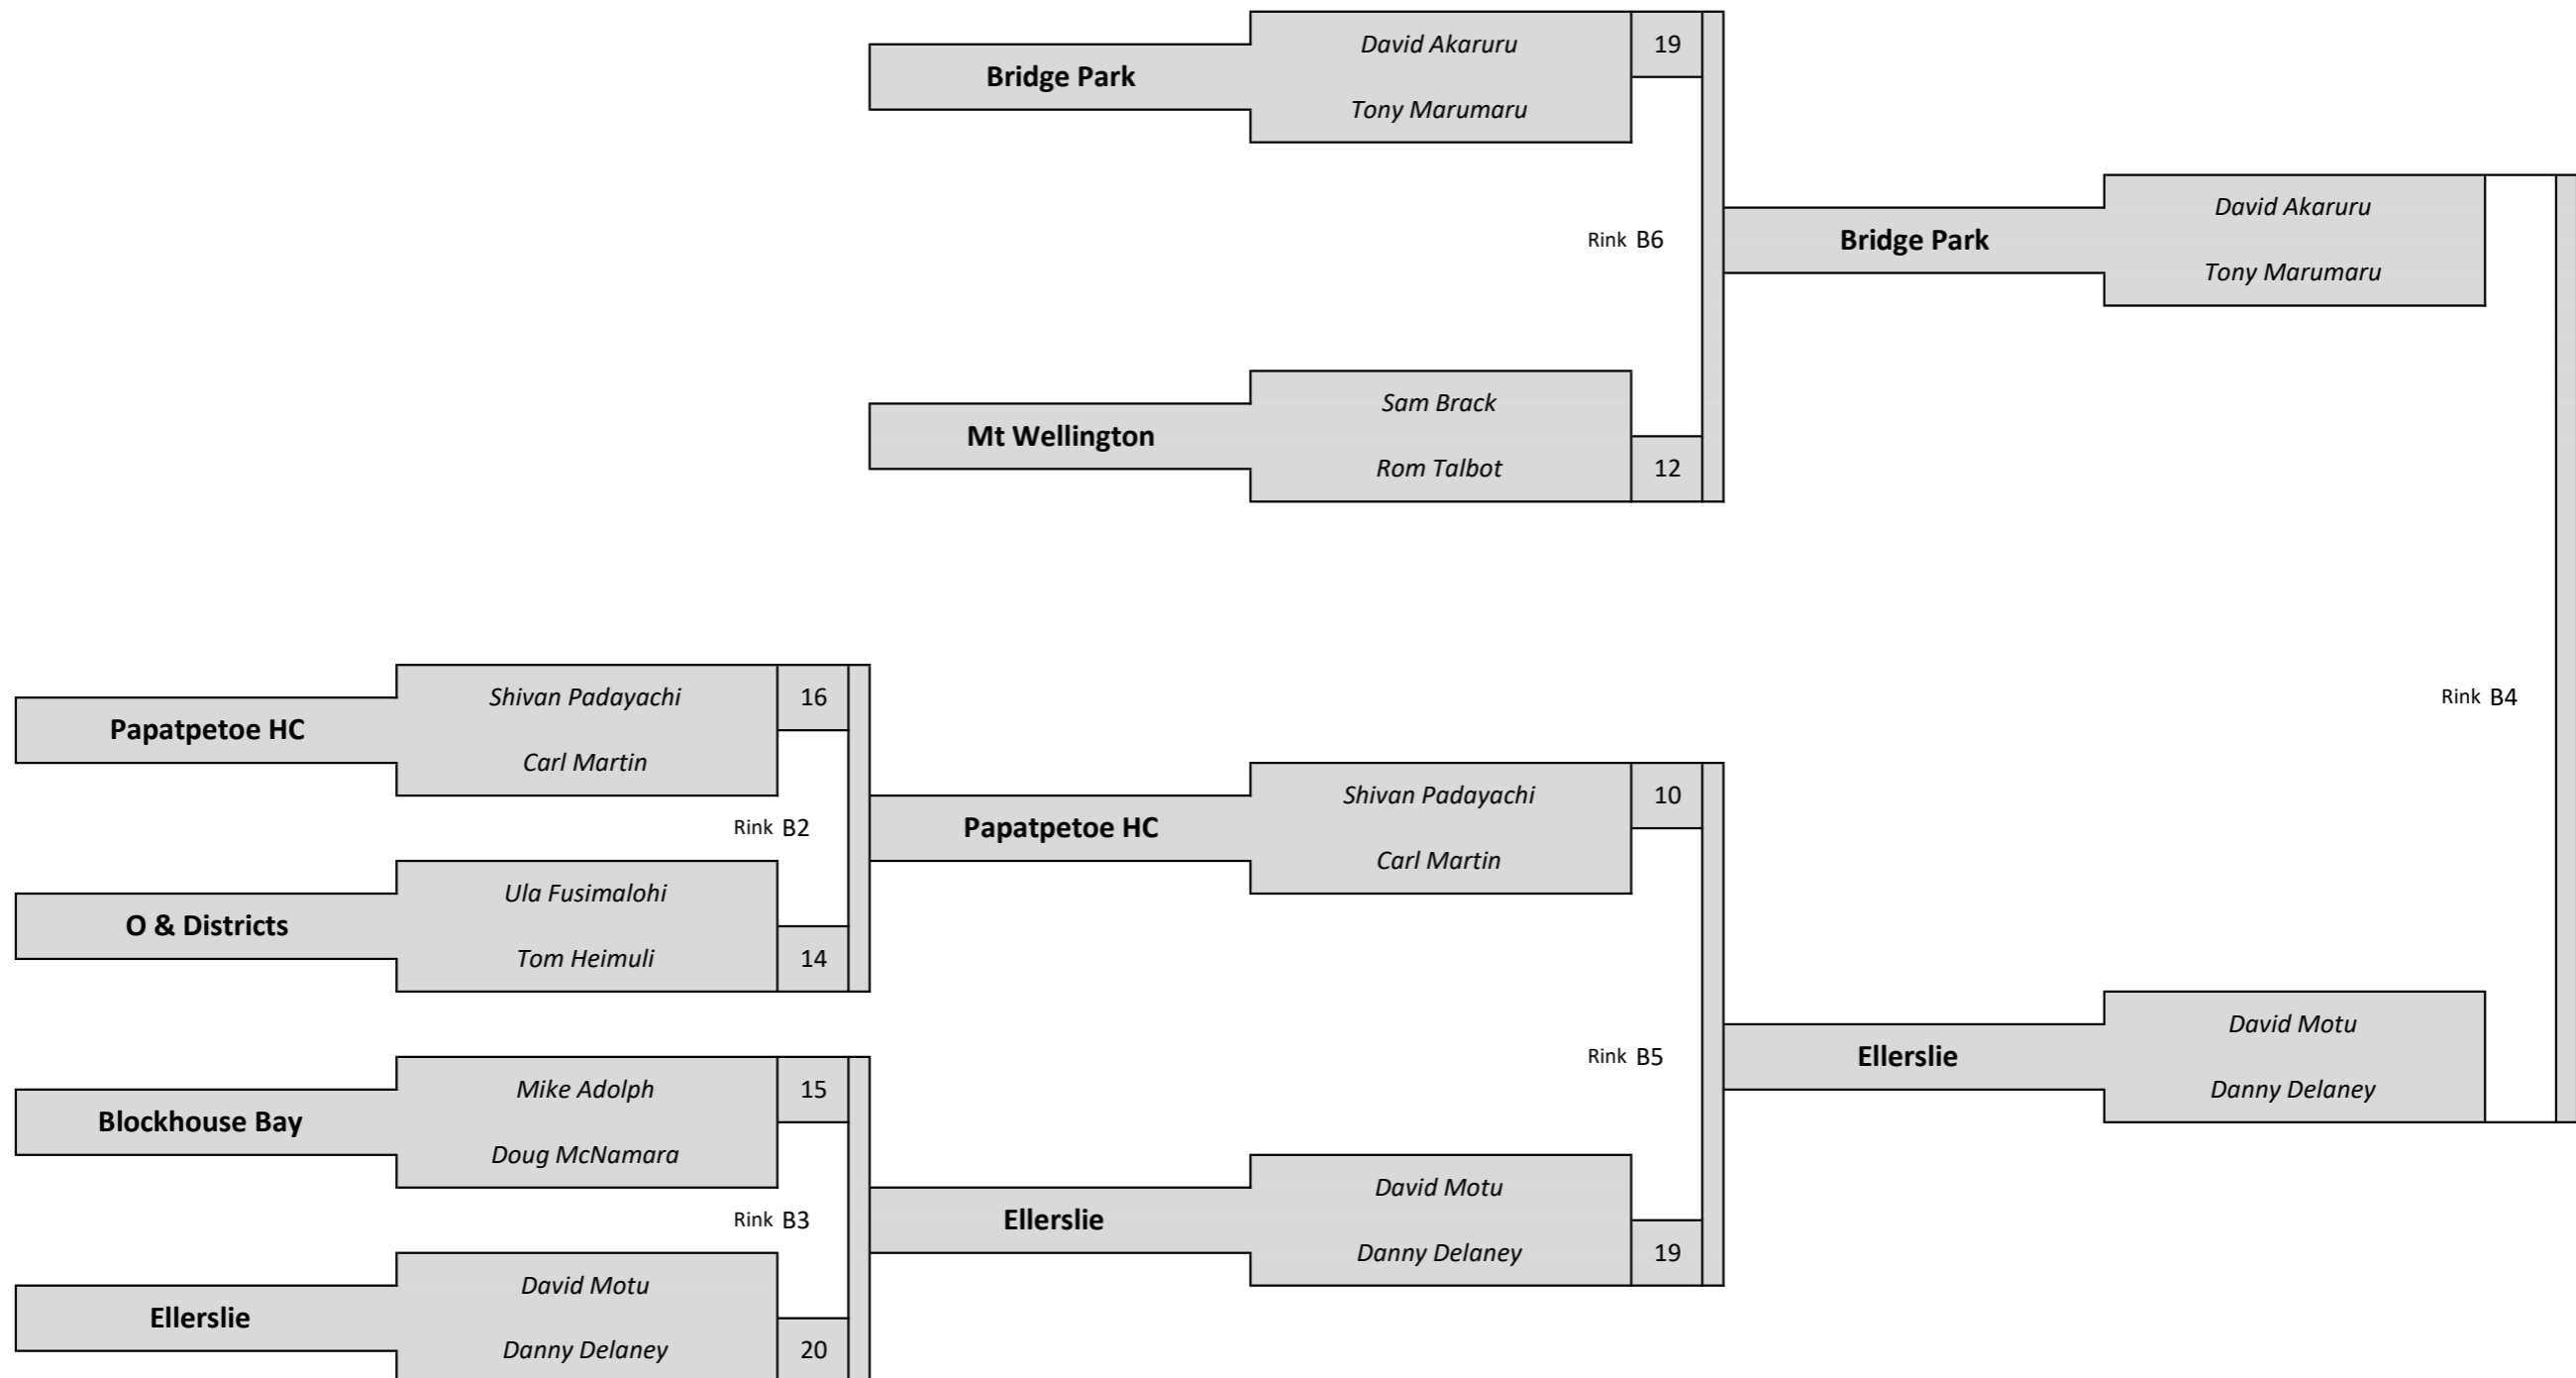 David Akaruru 19
Bridge Park
Tony Marumaru
David Akaruru
Rink B6
Bridge Park
Tony Marumaru
Sam Brack
Mt Wellington
Rom Talbot 12
Shivan Padayachi 16
Rink B4
Papatpetoe HC
Carl Martin
Shivan Padayachi 10
Rink B2
Papatpetoe HC
Carl Martin
Ula Fusimalohi
O & Districts
Tom Heimuli 14
David Motu
Rink B5
Ellerslie
Danny Delaney
Mike Adolph 15
Blockhouse Bay
Doug McNamara
David Motu
Rink B3
Ellerslie
Danny Delaney 19
David Motu
Ellerslie
Danny Delaney 20